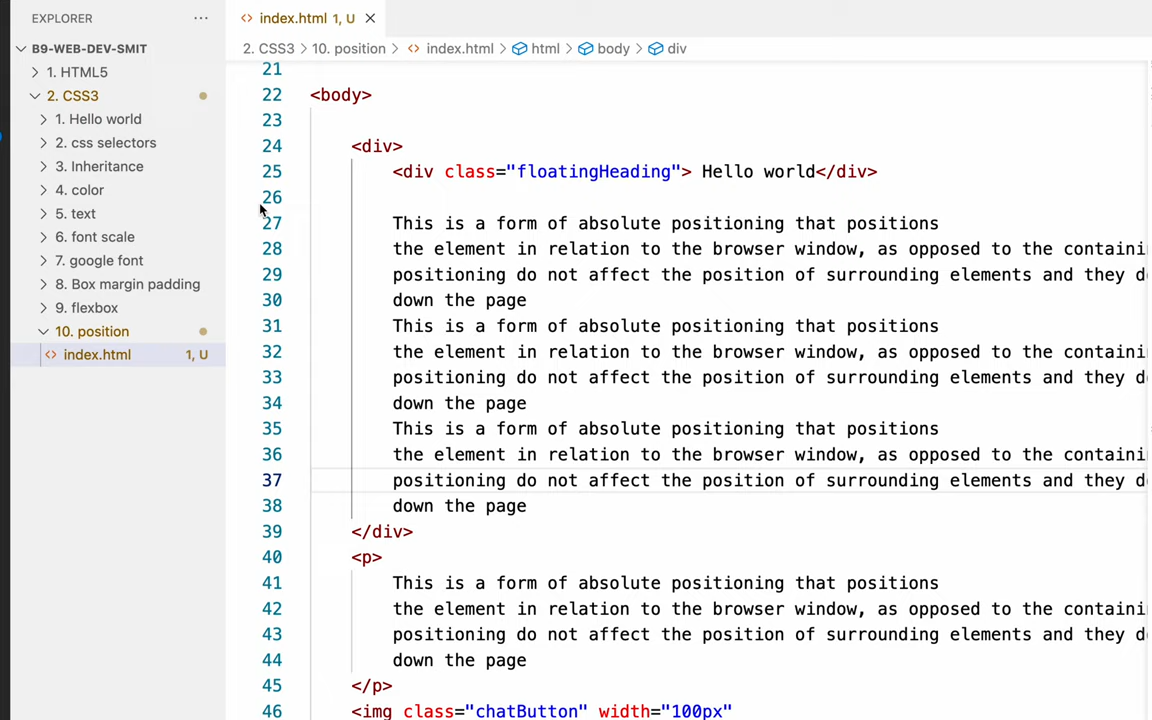 EXPLORER
index.html 1, U
B9-WEB-DEV-SMIT
2. CSS3 > 10. position > index.html > html > body > div
1. HTML5
2. CSS3
1. Hello world
2. css selectors
3. Inheritance
4. color
5. text
6. font scale
7. google font
8. Box margin padding
9. flexbox
10. position
index.html 1, U
21
22 <body>
23
24 <div>
25 <div class="floatingHeading"> Hello world</div>
26
27 This is a form of absolute positioning that positions
28 the element in relation to the browser window, as opposed to the containi
29 positioning do not affect the position of surrounding elements and they d
30 down the page
31 This is a form of absolute positioning that positions
32 the element in relation to the browser window, as opposed to the containi
33 positioning do not affect the position of surrounding elements and they d
34 down the page
35 This is a form of absolute positioning that positions
36 the element in relation to the browser window, as opposed to the containi
37 positioning do not affect the position of surrounding elements and they d
38 down the page
39 </div>
40 <p>
41 This is a form of absolute positioning that positions
42 the element in relation to the browser window, as opposed to the containi
43 positioning do not affect the position of surrounding elements and they d
44 down the page
45 </p>
46 <img class="chatButton" width="100px"